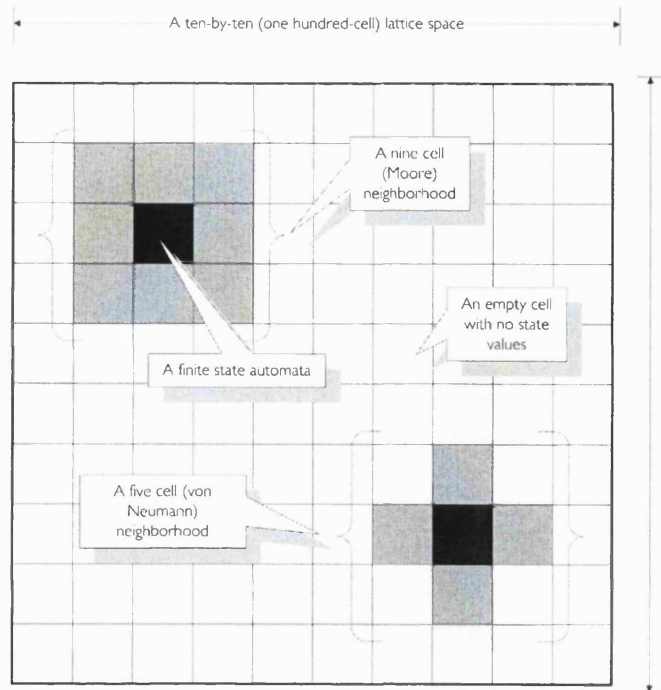 A ten-by-ten (one hundred-cell) lattice space
A nine cell
(Moore)
neighborhood
An empty cell
with no state
values
A finite state automata
A five cell (von
Neumann)
neighborhood